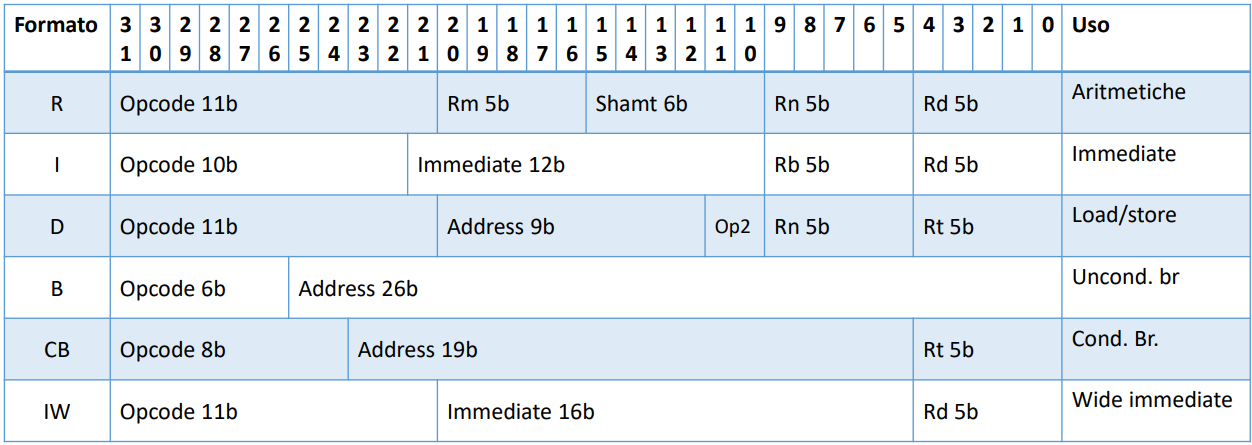 Formato 31 30 29 28 27 26 25 24 23 22 21 20 19 18 17 16 15 14 13 12 11 10 9 8 7 6 5 4 3 2 1 0 Uso
R Opcode 11b Rm 5b Shamt 6b Rn 5b Rd 5b Aritmetiche
I Opcode 10b Immediate 12b Rb 5b Rd 5b Immediate
D Opcode 11b Address 9b Op2 Rn 5b Rt 5b Load/store
B Opcode 6b Address 26b Uncond. br
CB Opcode 8b Address 19b Rt 5b Cond. Br.
IW Opcode 11b Immediate 16b Rd 5b Wide immediate